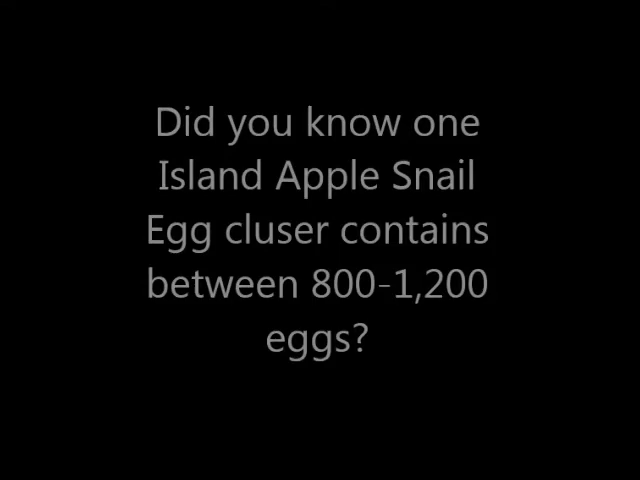 Did you know one
Island Apple Snail
Egg cluser contains
between 800-1,200
eggs?